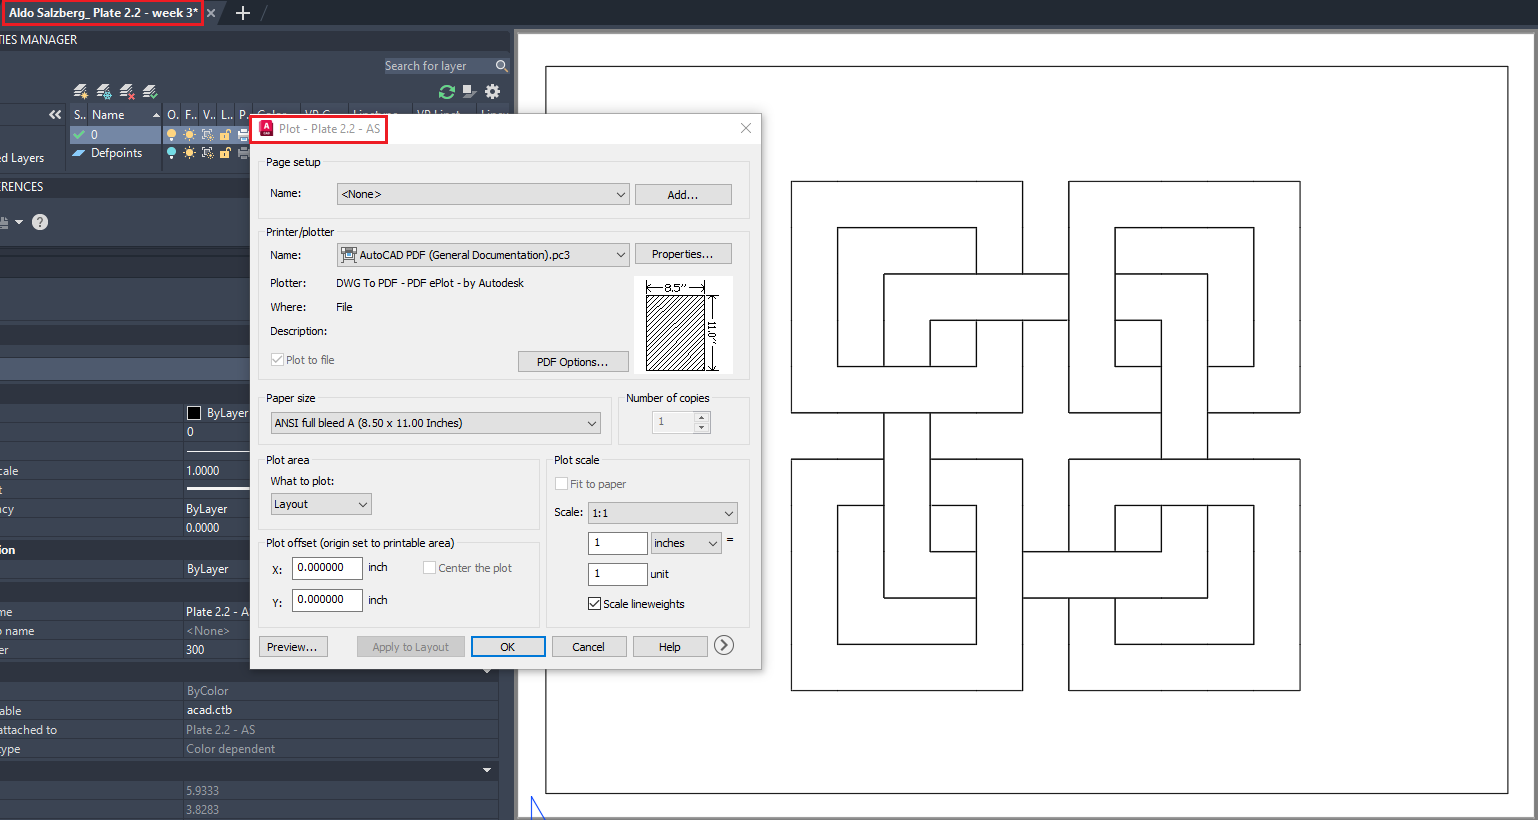 Aldo Salzberg_ Plate 2.2 - week 3*
TIES MANAGER
Search for layer
S.. Name O. F.. V.. L.. P..
0
Defpoints
ed Layers
ERENCES
Plot - Plate 2.2 - AS
Page setup
Name: <None> Add...
Printer/plotter
Name: AutoCAD PDF (General Documentation).pc3 Properties...
Plotter: DWG To PDF - PDF ePlot - by Autodesk
Where: File
Description:
Plot to file
PDF Options...
8.5''
11.0''
Paper size
ANSI full bleed A (8.50 x 11.00 Inches)
Number of copies
1
Plot area
What to plot:
Layout
Plot scale
Fit to paper
Scale: 1:1
1 inches =
1 unit
Scale lineweights
Plot offset (origin set to printable area)
X: 0.000000 inch
Center the plot
Y: 0.000000 inch
Preview... Apply to Layout OK Cancel Help
ByLayer
0
cale 1.0000
t
cy ByLayer
0.0000
ion
ByLayer
me Plate 2.2 - A
o name <None>
er 300
ByColor
able acad.ctb
attached to Plate 2.2 - AS
type Color dependent
5.9333
3.8283